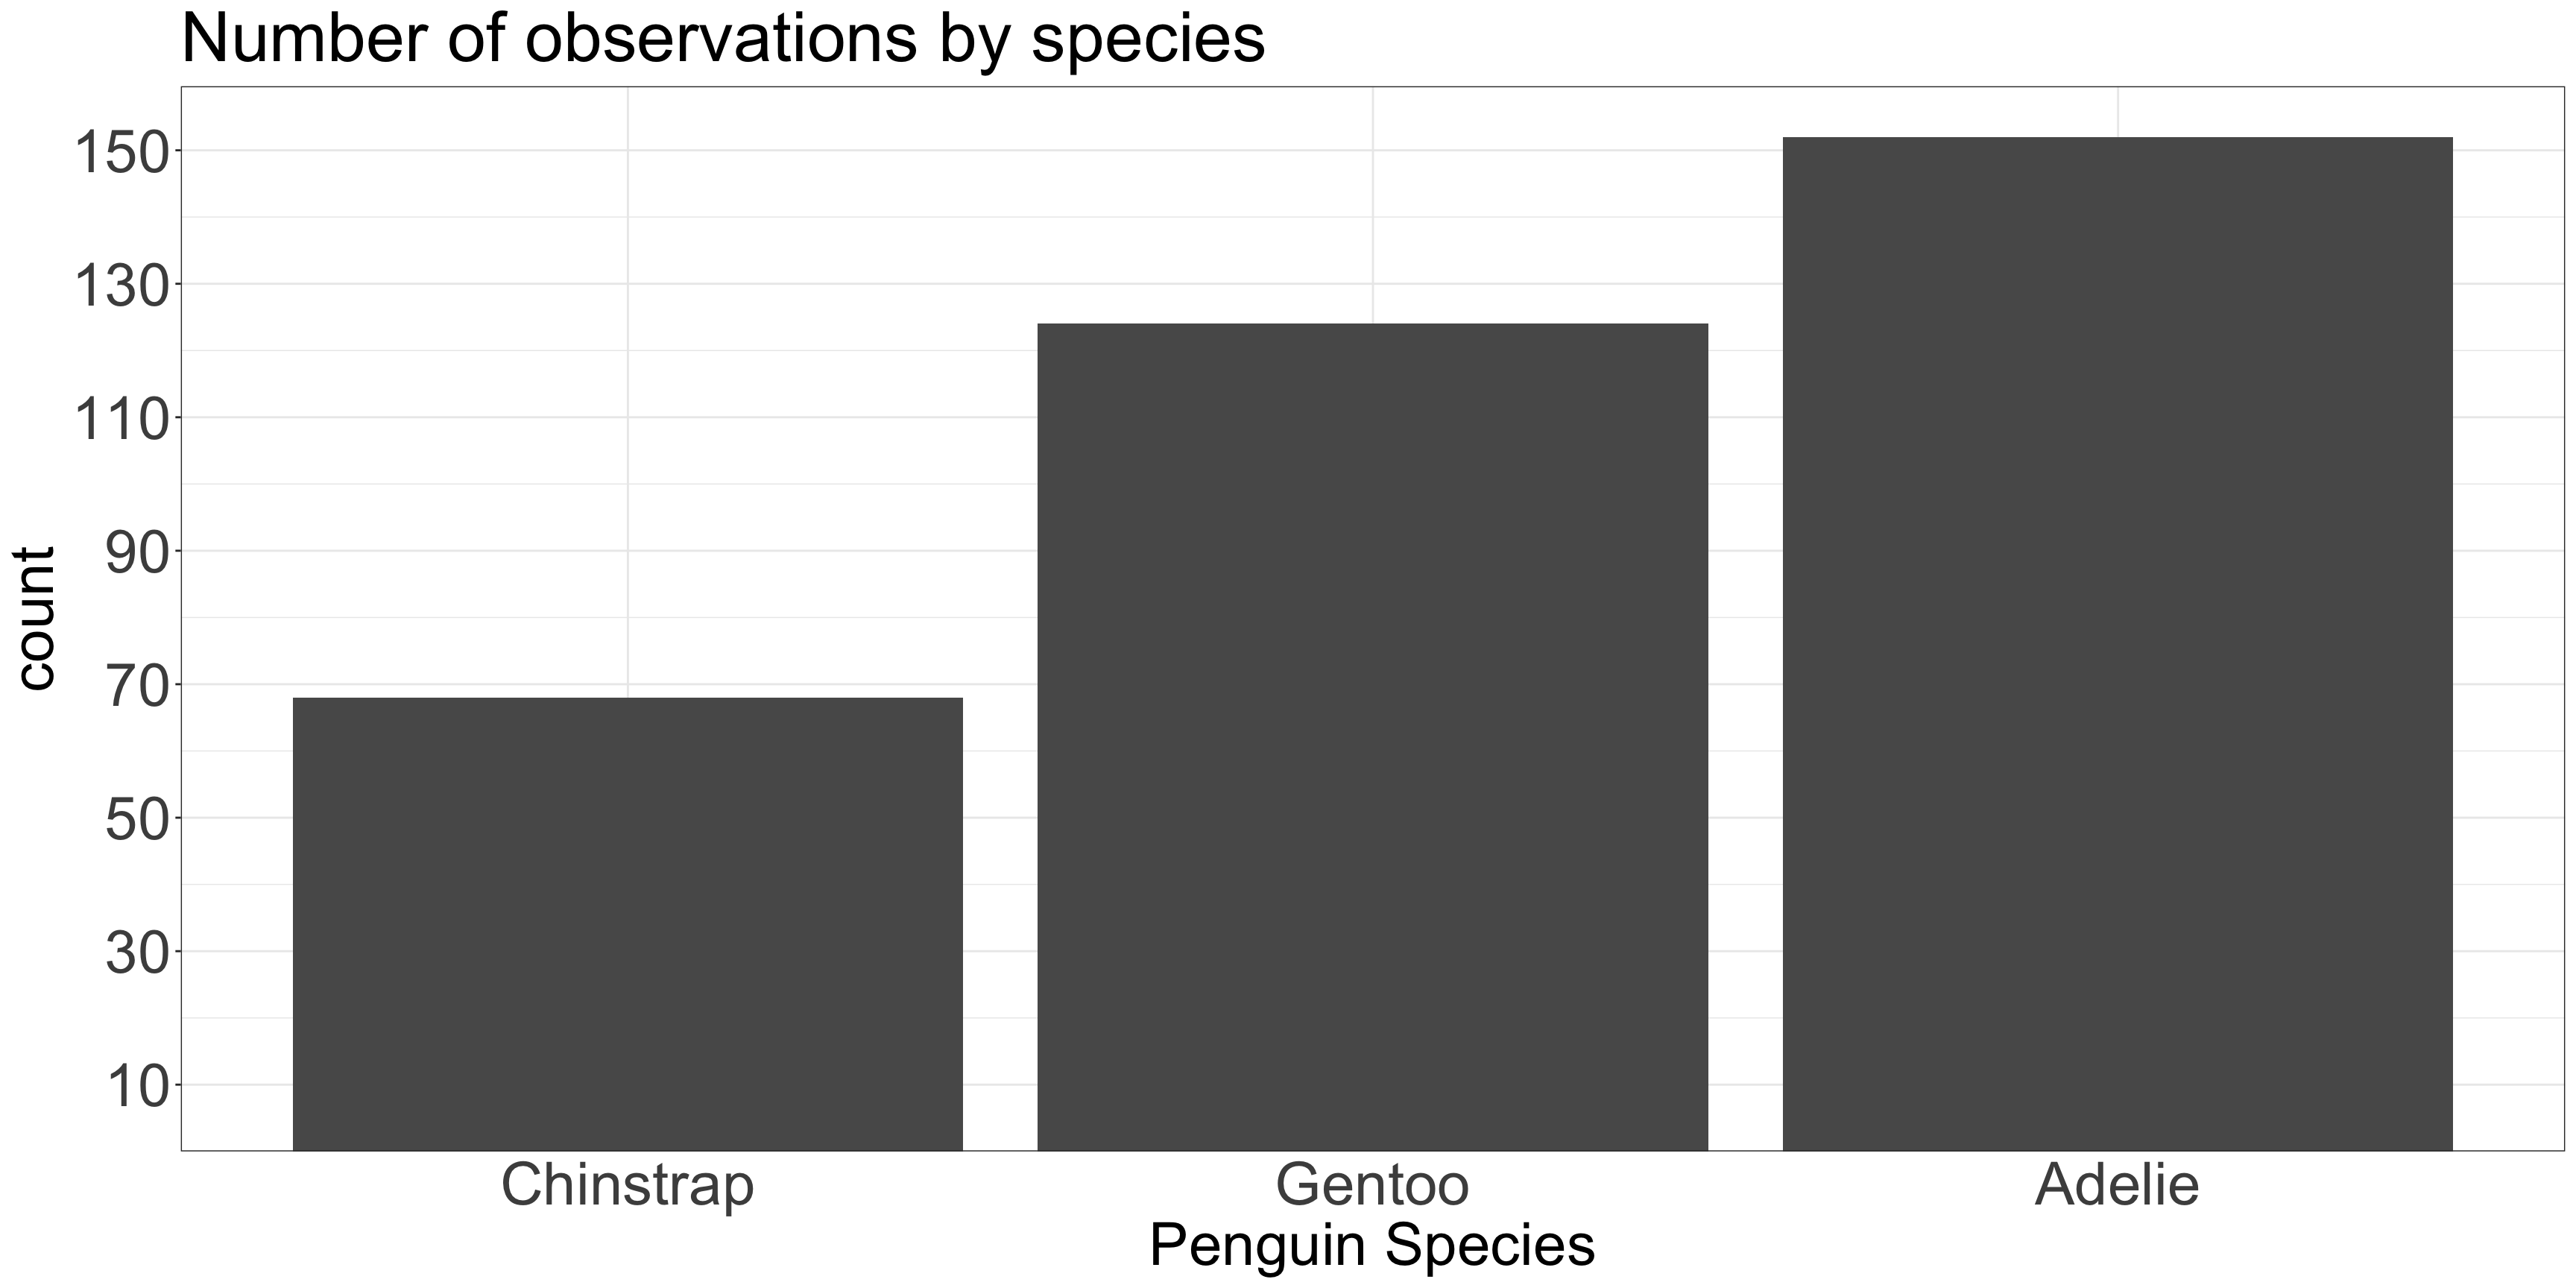 Number of observations by species
150
130
110
90
70
50
30
10
count
Chinstrap Gentoo Adelie
Penguin Species